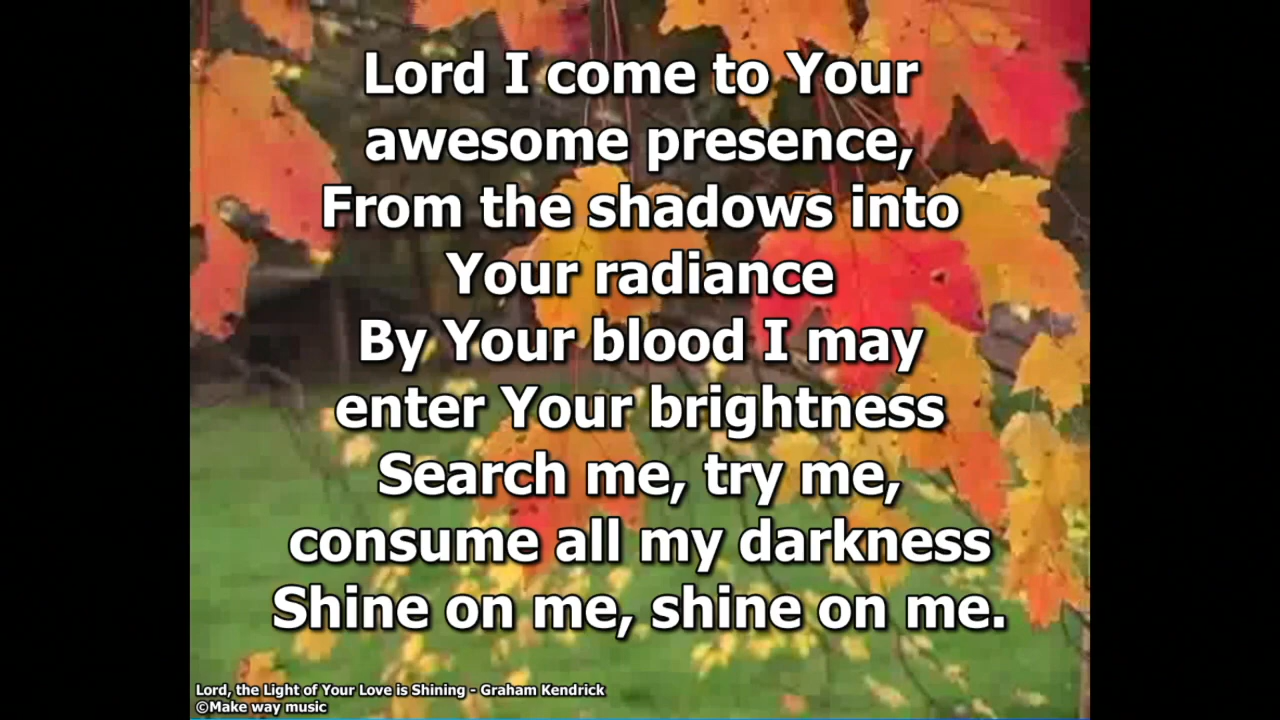 Lord I come to Your
awesome presence,
From the shadows into
Your radiance
By Your blood I may
enter Your brightness
Search me, try me,
consume all my darkness
Shine on me, shine on me.
Lord, the Light of Your Love is Shining - Graham Kendrick
©Make way music